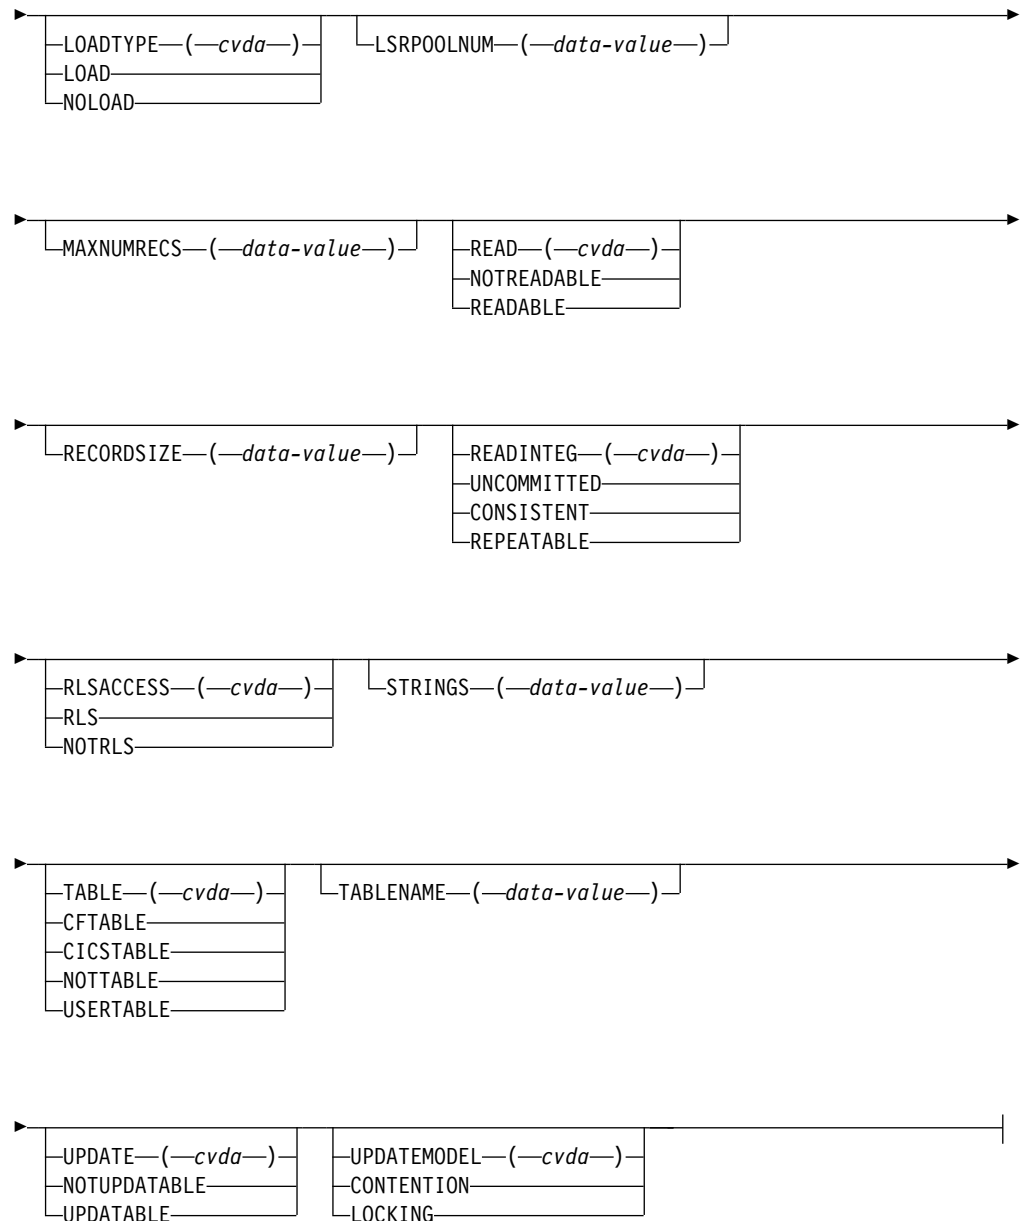 LOADTYPE ( cvda ) LSRPOOLNUM ( data-value )
LOAD
NOLOAD
MAXNUMRECS ( data-value ) READ ( cvda )
NOTREADABLE
READABLE
RECORDSIZE ( data-value ) READINTEG ( cvda )
UNCOMMITTED
CONSISTENT
REPEATABLE
RLSACCESS ( cvda ) STRINGS ( data-value )
RLS
NOTRLS
TABLE ( cvda ) TABLENAME ( data-value )
CFTABLE
CICSTABLE
NOTTABLE
USERTABLE
UPDATE ( cvda ) UPDATEMODEL ( cvda )
NOTUPDATABLE CONTENTION
UPDATABLE LOCKING